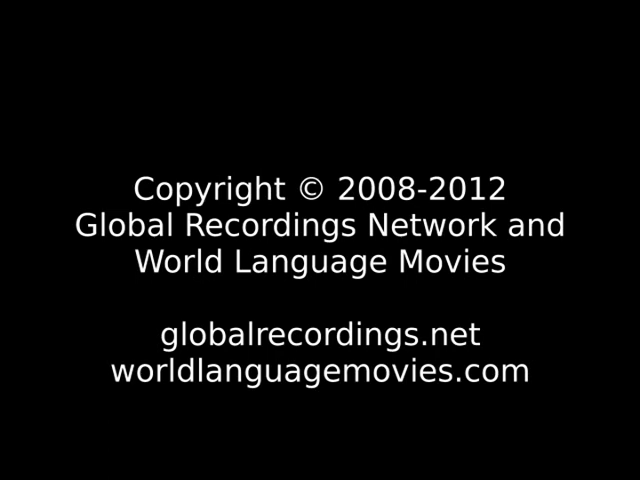 Copyright © 2008-2012
Global Recordings Network and
World Language Movies
globalrecordings.net
worldlanguagemovies.com